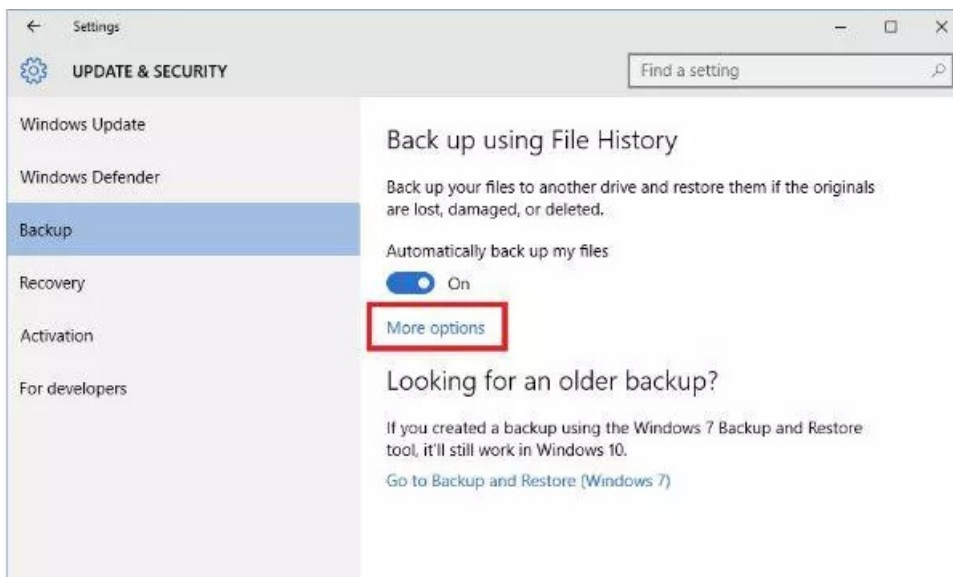 Settings
UPDATE & SECURITY
Find a setting
Windows Update
Windows Defender
Backup
Recovery
Activation
For developers
Back up using File History
Back up your files to another drive and restore them if the originals
are lost, damaged, or deleted.
Automatically back up my files
On
More options
Looking for an older backup?
If you created a backup using the Windows 7 Backup and Restore
tool, it'll still work in Windows 10.
Go to Backup and Restore (Windows 7)